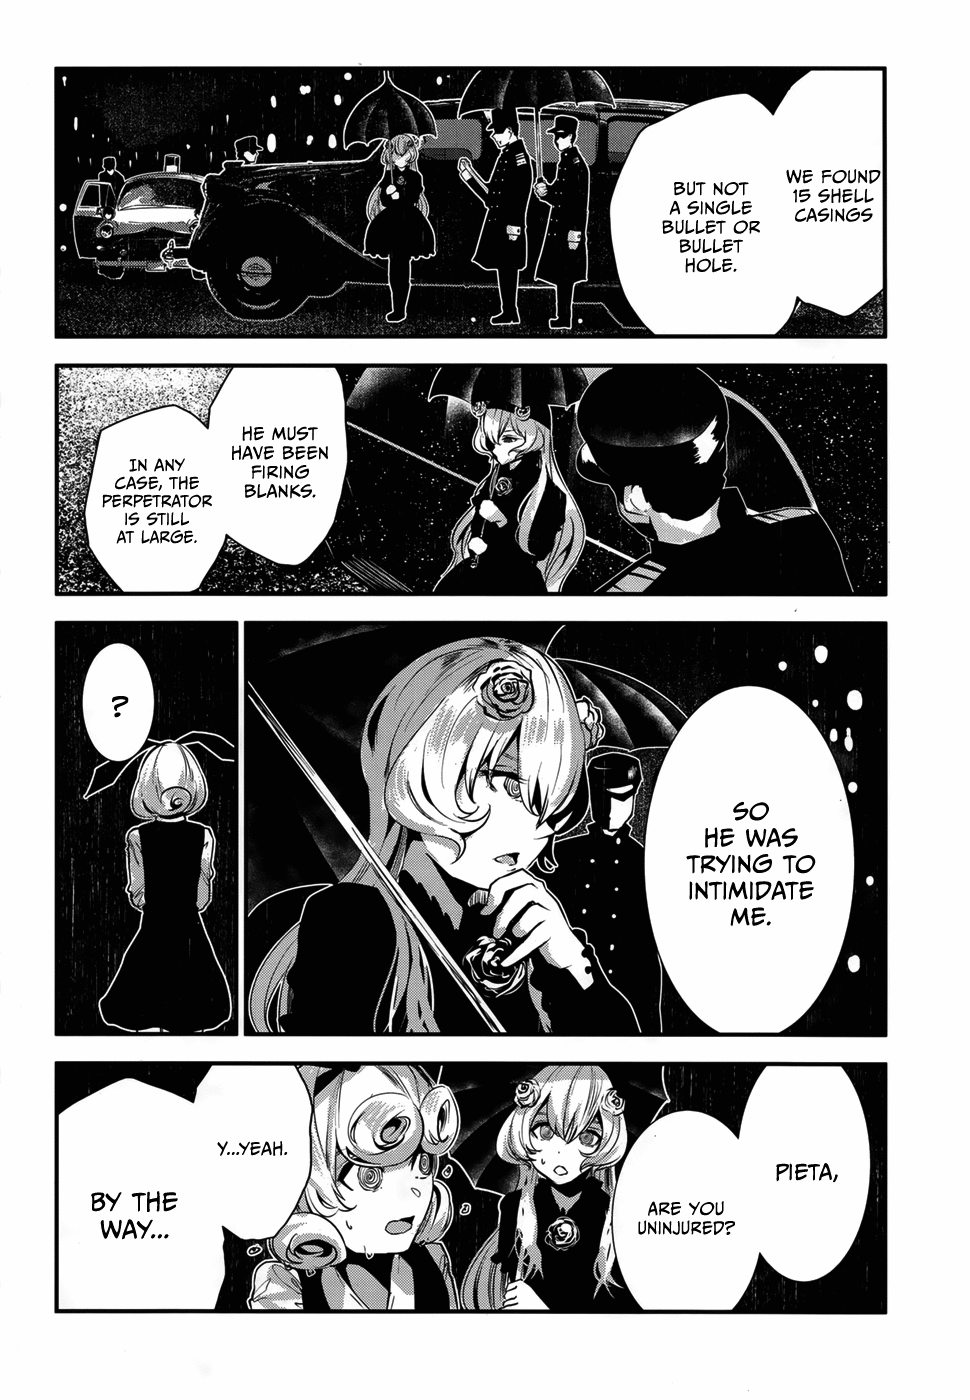 WE FOUND
15 SHELL
CASINGS
BUT NOT
A SINGLE
BULLET OR
BULLET
HOLE.
HE MUST
HAVE BEEN
FIRING
BLANKS.
IN ANY
CASE, THE
PERPETRATOR
IS STILL
AT LARGE.
SO
HE WAS
TRYING TO
INTIMIDATE
ME.
?
PIETA,
ARE YOU
UNINJURED?
Y...YEAH.
BY THE
WAY...